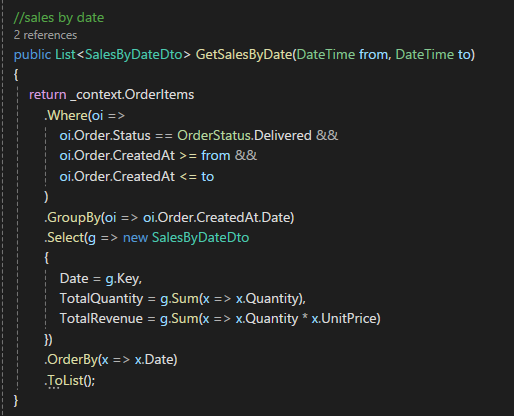 //sales by date
2 references
public List<SalesByDateDto> GetSalesByDate(DateTime from, DateTime to)
{
return _context.OrderItems
.Where(oi =>
oi.Order.Status == OrderStatus.Delivered &&
oi.Order.CreatedAt >= from &&
oi.Order.CreatedAt <= to
)
.GroupBy(oi => oi.Order.CreatedAt.Date)
.Select(g => new SalesByDateDto
{
Date = g.Key,
TotalQuantity = g.Sum(x => x.Quantity),
TotalRevenue = g.Sum(x => x.Quantity * x.UnitPrice)
})
.OrderBy(x => x.Date)
.ToList();
}